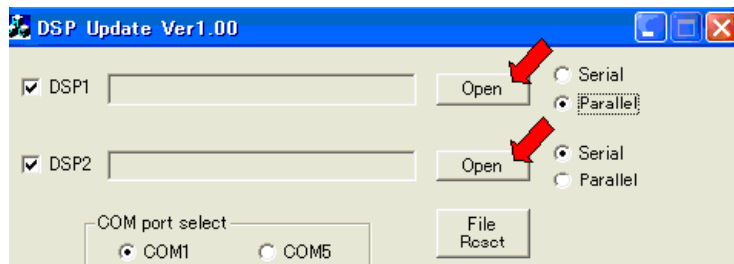 DSP Update Ver1.00
DSP1 Open Serial
Parallel
DSP2 Open Serial
Parallel
COM port select
COM1 COM5
File
Reset